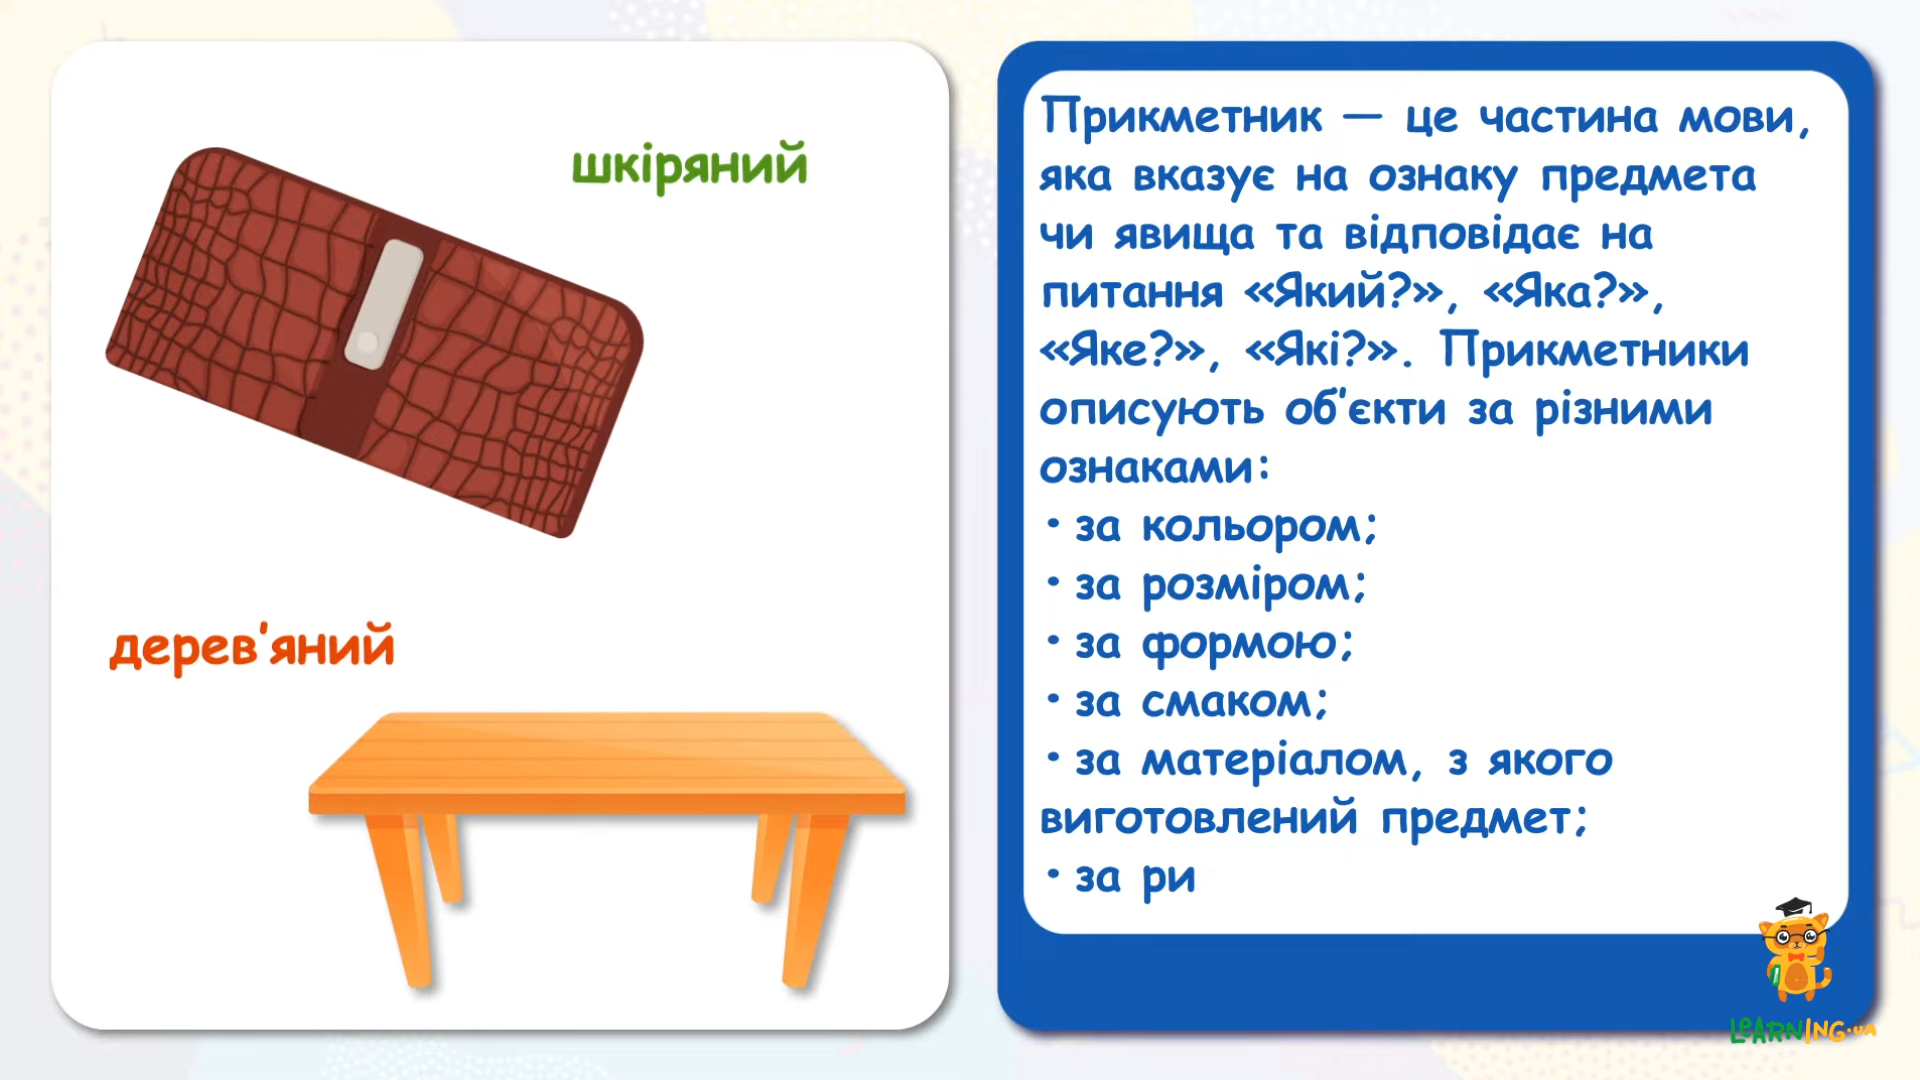 шкіряний
дерев'яний
Прикметник — це частина мови,
яка вказує на ознаку предмета
чи явища та відповідає на
питання «Який?», «Яка?»,
«Яке?», «Які?». Прикметники
описують об'єкти за різними
ознаками:
• за кольором;
• за розміром;
• за формою;
• за смаком;
• за матеріалом, з якого
виготовлений предмет;
• за ри
LEARNING.UA